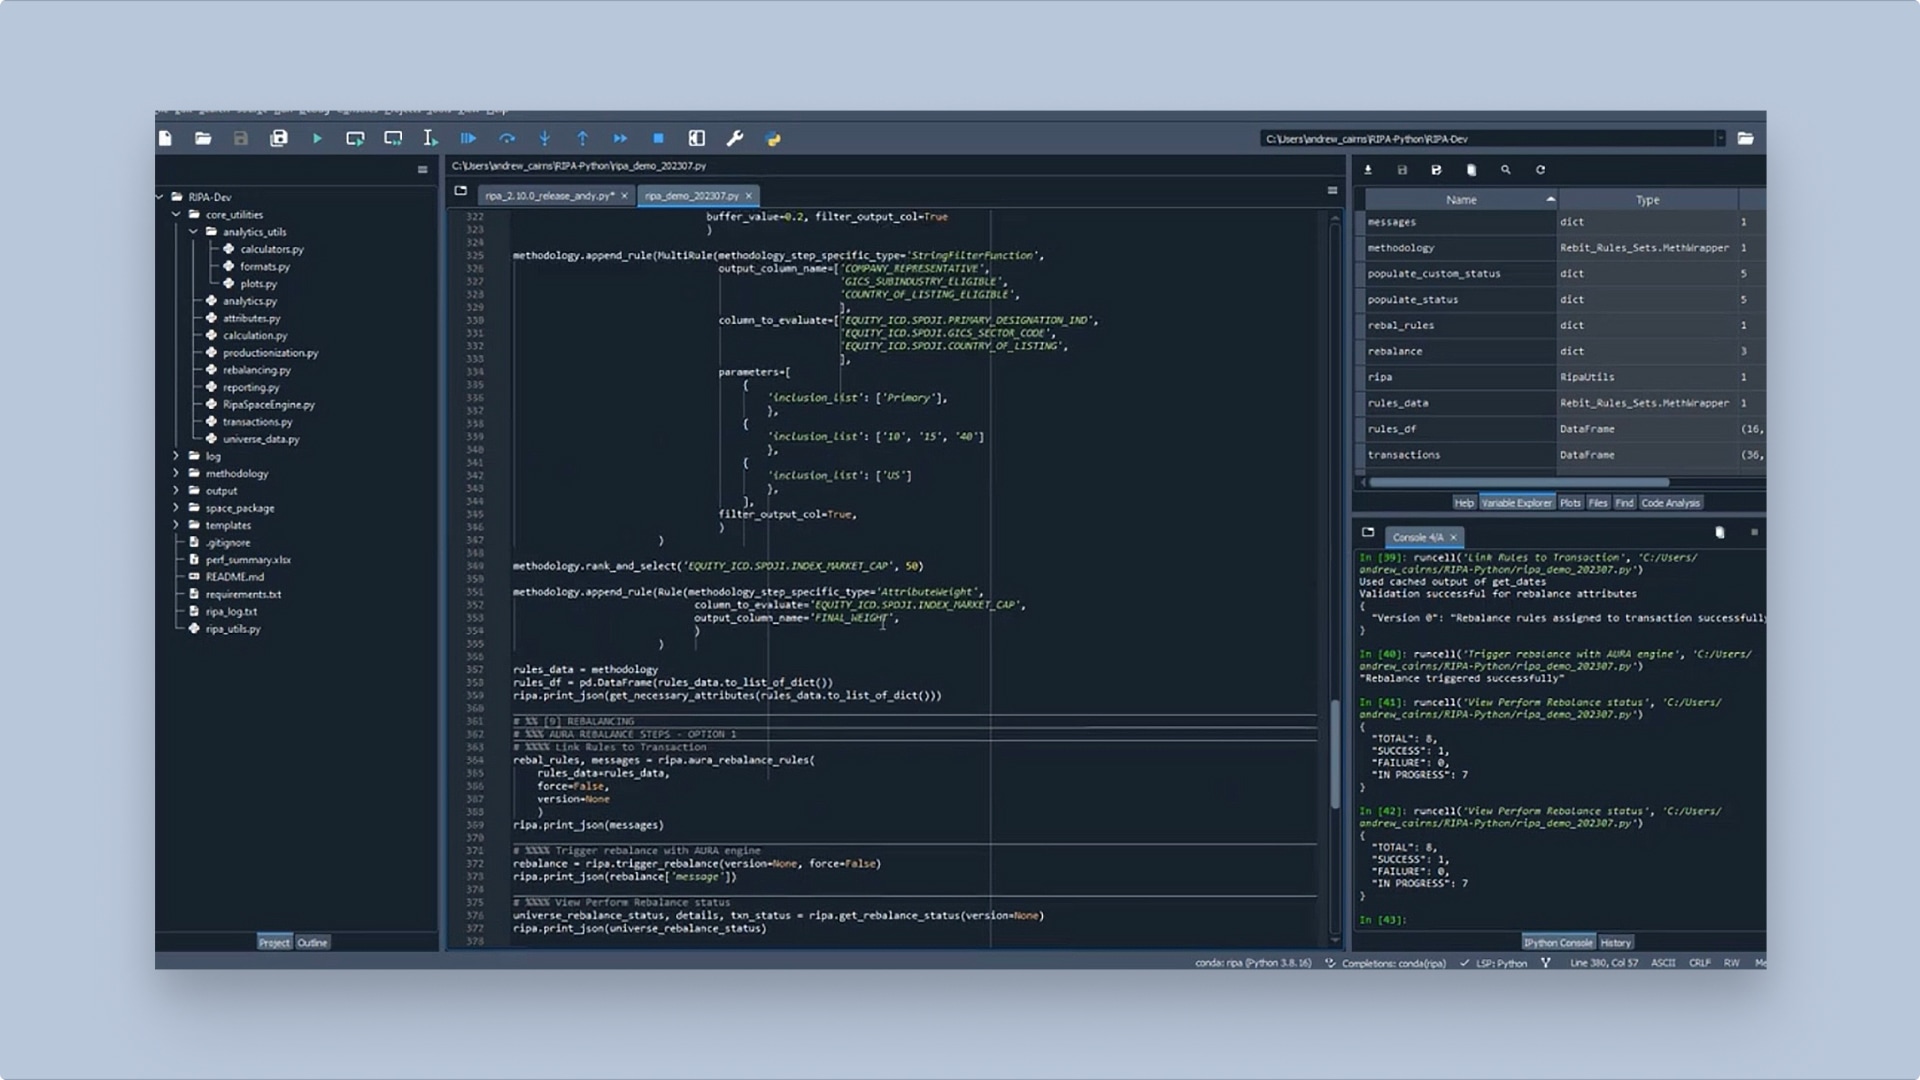 C:\Users\andrew_cairns\RIPA-Python\RIPA-Dev
C:\Users\andrew_cairns\RIPA-Python\ripa_demo_202307.py
RIPA-Dev
core_utilities
analytics_utils
calculators.py
formats.py
plots.py
analytics.py
attributes.py
calculation.py
productionization.py
rebalancing.py
reporting.py
RipaSpaceEngine.py
transactions.py
universe_data.py
log
methodology
output
space_package
templates
.gitignore
perf_summary.xlsx
README.md
requirements.txt
ripa_log.txt
ripa_utils.py
Project Outline
ripa_2.10.0_release_andy.py* ripa_demo_202307.py
322 buffer_value=0.2, filter_output_col=True
323 )
324
325 methodology.append_rule(MultiRule(methodology_step_specific_type='StringFilterFunction',
326 output_column_name=['COMPANY_REPRESENTATIVE',
327 'GICS_SUBINDUSTRY_ELIGIBLE',
328 'COUNTRY_OF_LISTING_ELIGIBLE',
329 ],
330 column_to_evaluate=['EQUITY_ICD.SPDJI.PRIMARY_DESIGNATION_IND',
331 'EQUITY_ICD.SPDJI.GICS_SECTOR_CODE',
332 'EQUITY_ICD.SPDJI.COUNTRY_OF_LISTING',
333 ],
334 parameters=[
335 {
336 'inclusion_list': ['Primary'],
337 },
338 {
339 'inclusion_list': ['10', '15', '40']
340 },
341 {
342 'inclusion_list': ['US']
343 },
344 ],
345 filter_output_col=True,
346 )
347 )
348
349 methodology.rank_and_select('EQUITY_ICD.SPDJI.INDEX_MARKET_CAP', 50)
350
351 methodology.append_rule(Rule(methodology_step_specific_type='AttributeWeight',
352 column_to_evaluate='EQUITY_ICD.SPDJI.INDEX_MARKET_CAP',
353 output_column_name='FINAL_WEIGHT',
354 )
355 )
356
357 rules_data = methodology
358 rules_df = pd.DataFrame(rules_data.to_list_of_dict())
359 ripa.print_json(get_necessary_attributes(rules_data.to_list_of_dict()))
360
361 # %% [9] REBALANCING
362 # %%% AURA REBALANCE STEPS - OPTION 1
363 # %%%% Link Rules to Transaction
364 rebal_rules, messages = ripa.aura_rebalance_rules(
365 rules_data=rules_data,
366 force=False,
367 version=None
368 )
369 ripa.print_json(messages)
370
371 # %%%% Trigger rebalance with AURA engine
372 rebalance = ripa.trigger_rebalance(version=None, force=False)
373 ripa.print_json(rebalance['message'])
374
375 # %%%% View Perform Rebalance status
376 universe_rebalance_status, details, txn_status = ripa.get_rebalance_status(version=None)
377 ripa.print_json(universe_rebalance_status)
378
Name Type
messages dict 1
methodology Rebit_Rules_Sets.MethWrapper 1
populate_custom_status dict 5
populate_status dict 5
rebal_rules dict 1
rebalance dict 3
ripa RipaUtils 1
rules_data Rebit_Rules_Sets.MethWrapper 1
rules_df DataFrame (16,
transactions DataFrame (36,
Help Variable Explorer Plots Files Find Code Analysis
Console 4/A
In [39]: runcell('Link Rules to Transaction', 'C:/Users/
andrew_cairns/RIPA-Python/ripa_demo_202307.py')
Used cached output of get_dates
Validation successful for rebalance attributes
{
"Version 0": "Rebalance rules assigned to transaction successfully
}
In [40]: runcell('Trigger rebalance with AURA engine', 'C:/Users/
andrew_cairns/RIPA-Python/ripa_demo_202307.py')
"Rebalance triggered successfully"
In [41]: runcell('View Perform Rebalance status', 'C:/Users/
andrew_cairns/RIPA-Python/ripa_demo_202307.py')
{
"TOTAL": 8,
"SUCCESS": 1,
"FAILURE": 0,
"IN PROGRESS": 7
}
In [42]: runcell('View Perform Rebalance status', 'C:/Users/
andrew_cairns/RIPA-Python/ripa_demo_202307.py')
{
"TOTAL": 8,
"SUCCESS": 1,
"FAILURE": 0,
"IN PROGRESS": 7
}
In [43]:
IPython Console History
conda: ripa (Python 3.8.16) Completions: conda(ripa) LSP: Python Line 380, Col 57 ASCII CRLF RW Me